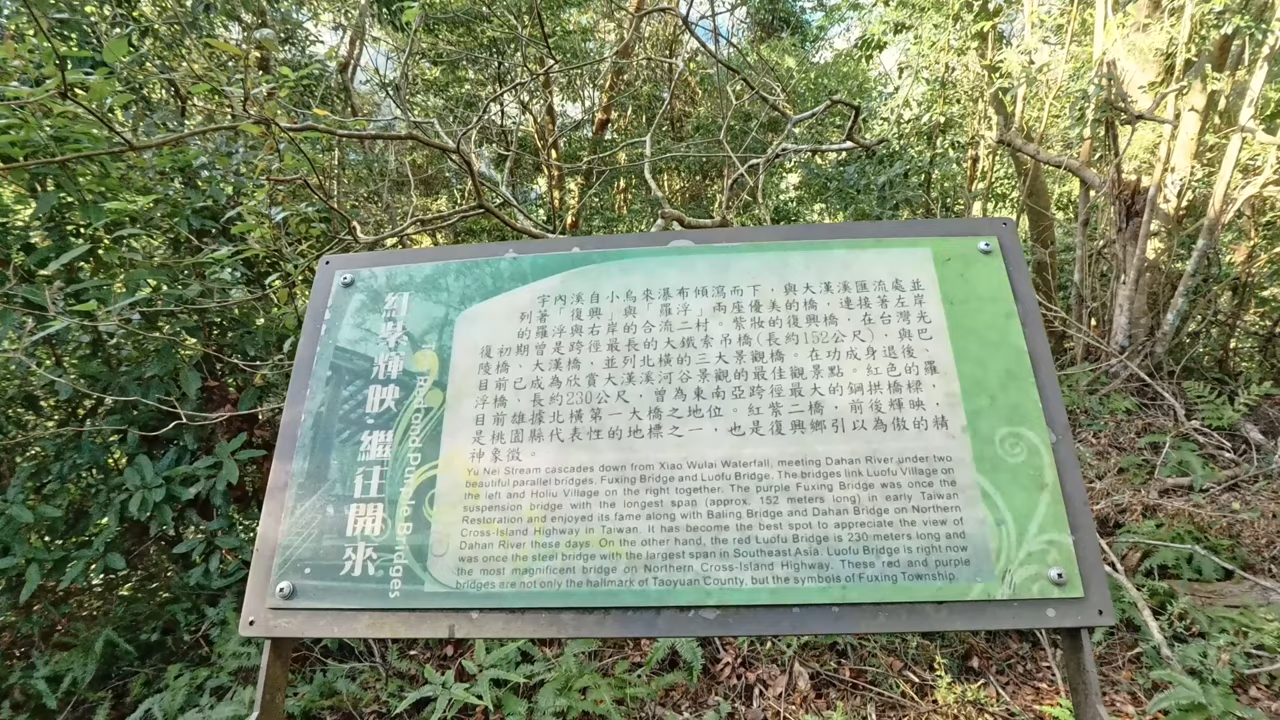 紅紫輝映·繼往開來
The Red and Purple Bridges
宇內溪自小烏來瀑布傾瀉而下，與大漢溪匯流處並
列著「復興」與「羅浮」兩座優美的橋，連接著左岸
的羅浮與右岸的合流二村。紫妝的復興橋，在台灣光
復初期曾是跨徑最長的大鐵索吊橋(長約152公尺)，與巴
陵橋、大漢橋，並列北橫的三大景觀橋。在功成身退後、
目前已成為欣賞大漢溪河谷景觀的最佳觀景點。紅色的羅
浮橋、長約230公尺，曾為東南亞跨徑最大的鋼拱橋樑，
目前雄據北橫第一大橋之地位。紅紫二橋，前後輝映，
是桃園縣代表性的地標之一，也是復興鄉引以為傲的精
神象徵。
Yu Nei Stream cascades down from Xiao Wulai Waterfall, meeting Dahan River under two
beautiful parallel bridges. Fuxing Bridge and Luofu Bridge. The bridges link Luofu Village on
the left and Holiu Village on the right together. The purple Fuxing Bridge was once the
suspension bridge with the longest span (approx. 152 meters long) in early Taiwan
Restoration and enjoyed its fame along with Baling Bridge and Dahan Bridge on Northern
Cross-Island Highway in Taiwan. It has become the best spot to appreciate the view of
Dahan River these days. On the other hand, the red Luofu Bridge is 230 meters long and
was once the steel bridge with the largest span in Southeast Asia. Luofu Bridge is right now
the most magnificent bridge on Northern Cross-Island Highway. These red and purple
bridges are not only the hallmark of Taoyuan County, but the symbols of Fuxing Township.